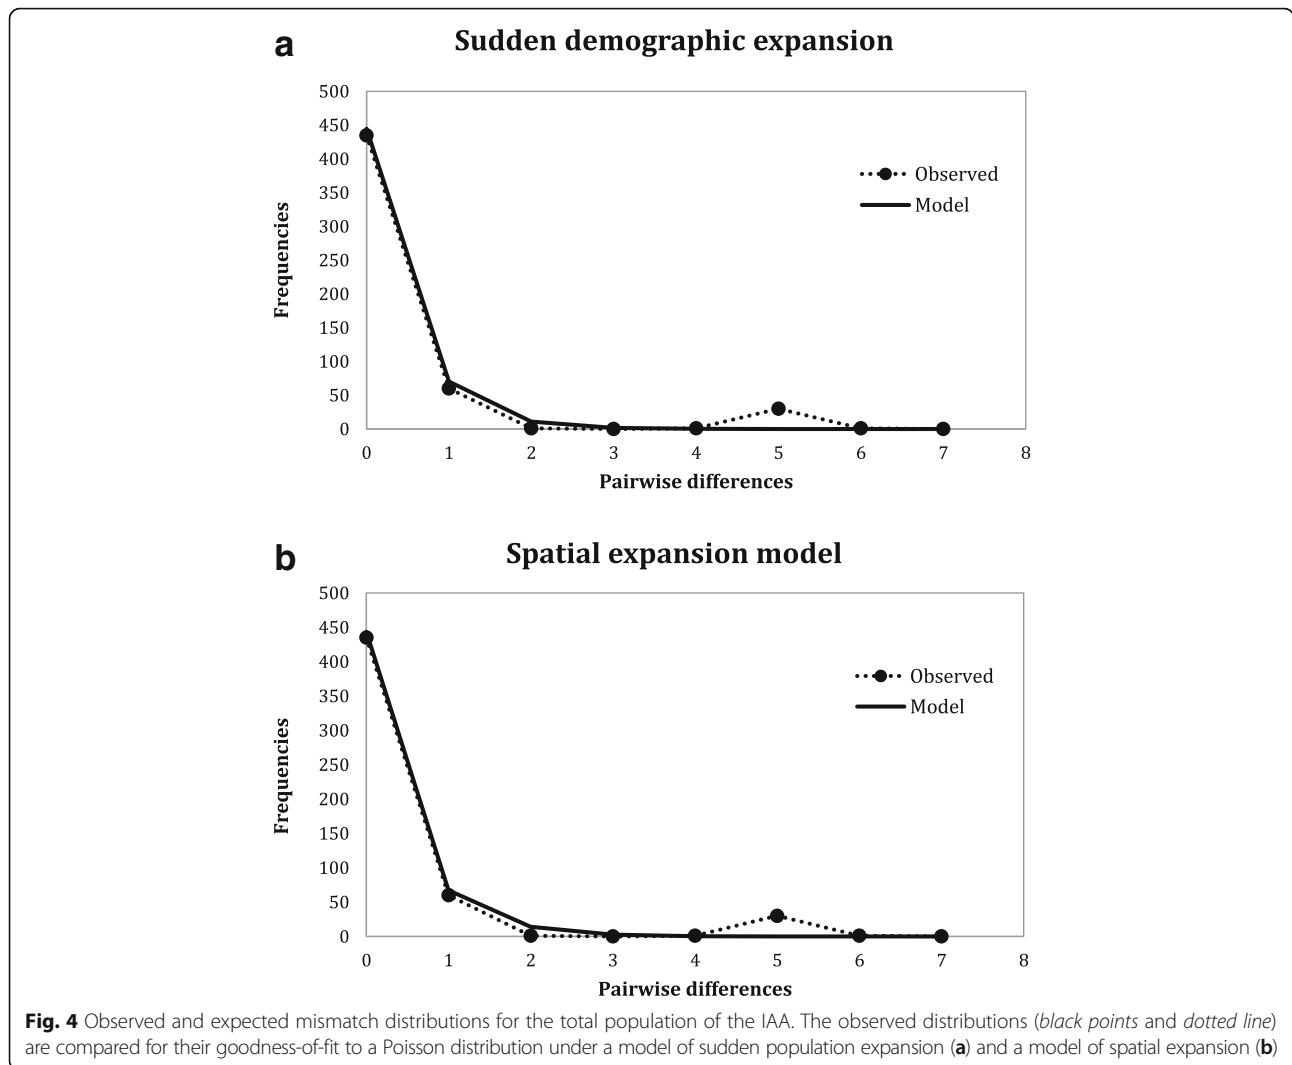 a
Sudden demographic expansion
500
450
400
350
300
250
200
150
100
50
0
Frequencies
Observed
Model
0 1 2 3 4 5 6 7 8
Pairwise differences
b
Spatial expansion model
500
450
400
350
300
250
200
150
100
50
0
Frequencies
Observed
Model
0 1 2 3 4 5 6 7 8
Pairwise differences
Fig. 4 Observed and expected mismatch distributions for the total population of the IAA. The observed distributions (black points and dotted line)
are compared for their goodness-of-fit to a Poisson distribution under a model of sudden population expansion (a) and a model of spatial expansion (b)